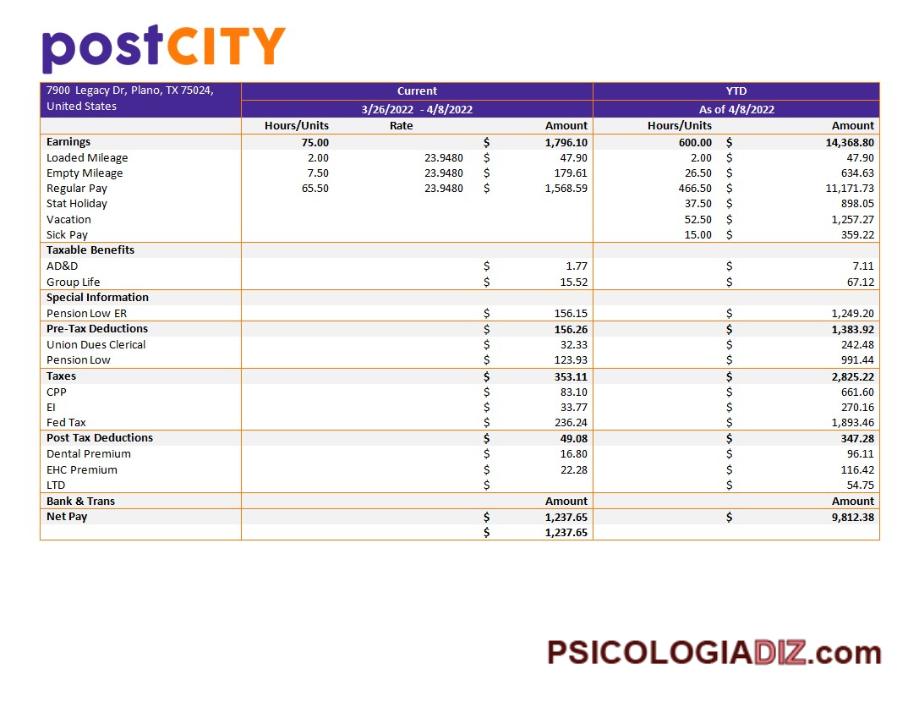 postCITY
7900 Legacy Dr, Plano, TX 75024, Current YTD
United States 3/26/2022 - 4/8/2022 As of 4/8/2022
Hours/Units Rate Amount Hours/Units Amount
Earnings 75.00 $ 1,796.10 600.00 $ 14,368.80
Loaded Mileage 2.00 23.9480 $ 47.90 2.00 $ 47.90
Empty Mileage 7.50 23.9480 $ 179.61 26.50 $ 634.63
Regular Pay 65.50 23.9480 $ 1,568.59 466.50 $ 11,171.73
Stat Holiday 37.50 $ 898.05
Vacation 52.50 $ 1,257.27
Sick Pay 15.00 $ 359.22
Taxable Benefits
AD&D $ 1.77 $ 7.11
Group Life $ 15.52 $ 67.12
Special Information
Pension Low ER $ 156.15 $ 1,249.20
Pre-Tax Deductions $ 156.26 $ 1,383.92
Union Dues Clerical $ 32.33 $ 242.48
Pension Low $ 123.93 $ 991.44
Taxes $ 353.11 $ 2,825.22
CPP $ 83.10 $ 661.60
EI $ 33.77 $ 270.16
Fed Tax $ 236.24 $ 1,893.46
Post Tax Deductions $ 49.08 $ 347.28
Dental Premium $ 16.80 $ 96.11
EHC Premium $ 22.28 $ 116.42
LTD $ $ 54.75
Bank & Trans Amount Amount
Net Pay $ 1,237.65 $ 9,812.38
$ 1,237.65
PSICOLOGIADIZ.com